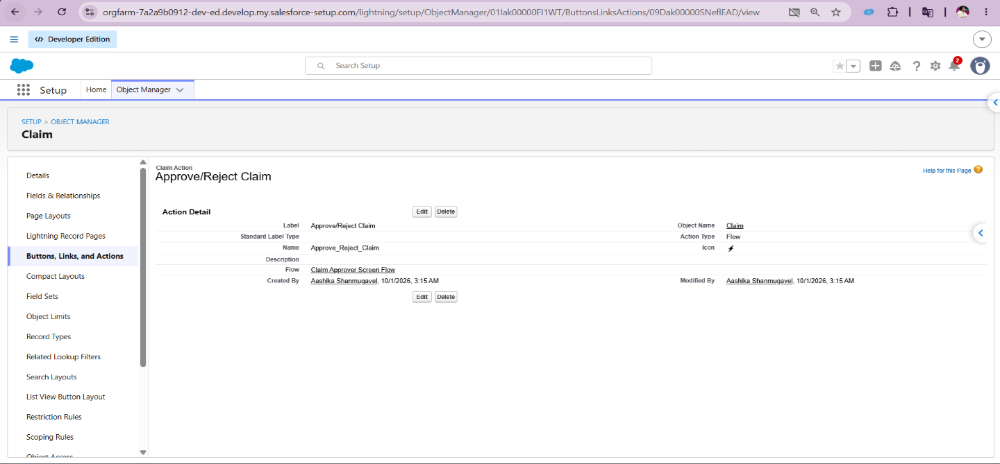 orgfarm-7a2a9b0912-dev-ed.develop.my.salesforce-setup.com/lightning/setup/ObjectManager/01Iak00000FI1WT/ButtonsLinksActions/09Dak00000SNeflEAD/view
</> Developer Edition
Search Setup
2
Setup Home Object Manager
SETUP > OBJECT MANAGER
Claim
Details
Fields & Relationships
Page Layouts
Lightning Record Pages
Buttons, Links, and Actions
Compact Layouts
Field Sets
Object Limits
Record Types
Related Lookup Filters
Search Layouts
List View Button Layout
Restriction Rules
Scoping Rules
Object Access
Claim Action
Approve/Reject Claim
Help for this Page ?
Action Detail Edit Delete
Label Approve/Reject Claim Object Name Claim
Standard Label Type Action Type Flow
Name Approve_Reject_Claim Icon
Description
Flow Claim Approver Screen Flow
Created By Aashika Shanmugavel, 10/1/2026, 3:15 AM Modified By Aashika Shanmugavel, 10/1/2026, 3:15 AM
Edit Delete